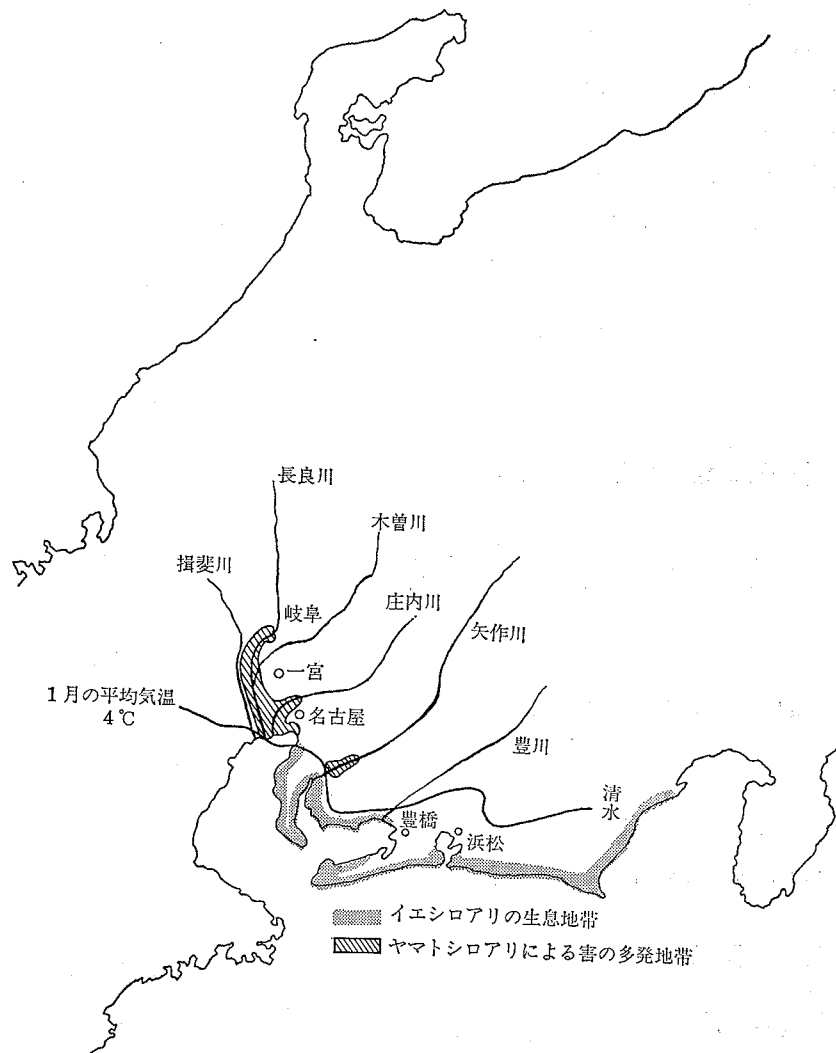 長良川
木曽川
揖斐川
庄内川
岐阜
矢作川
一宮
1月の平均気温
4℃
名古屋
豊川
清水
豊橋
浜松
イエシロアリの生息地帯
ヤマトシロアリによる害の多発地帯